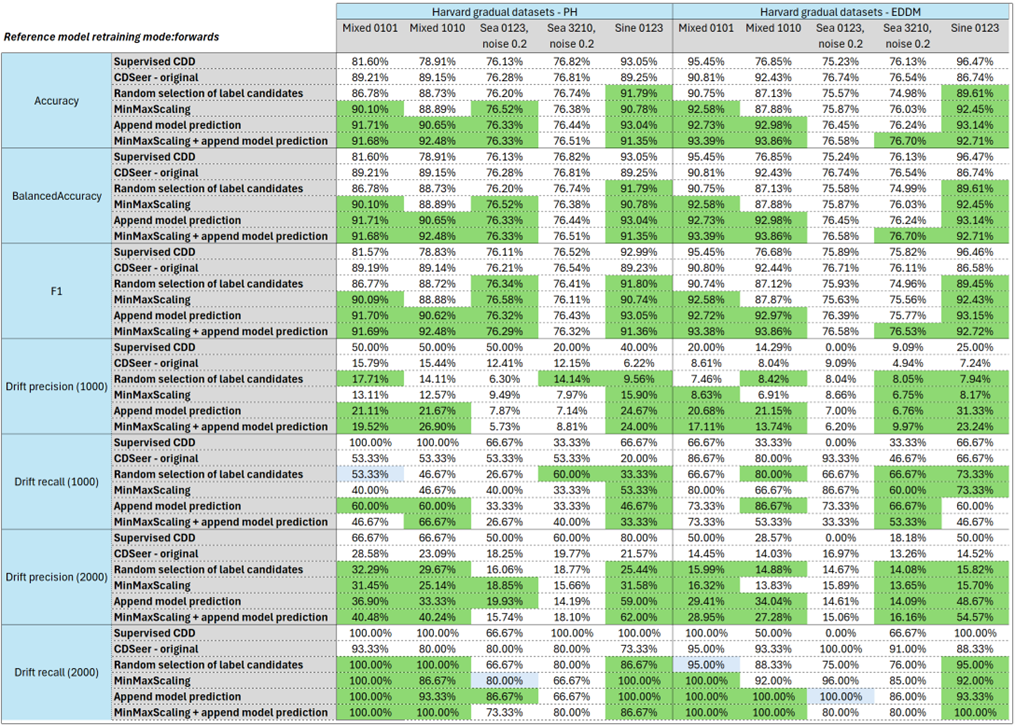 Harvard gradual datasets - PH Harvard gradual datasets - EDDM
Reference model retraining mode:forwards Mixed 0101 Mixed 1010 Sea 0123, noise 0.2 Sea 3210, noise 0.2 Sine 0123 Mixed 0101 Mixed 1010 Sea 0123, noise 0.2 Sea 3210, noise 0.2 Sine 0123
Accuracy
Supervised CDD 81.60% 78.91% 76.13% 76.82% 93.05% 95.45% 76.85% 75.23% 76.13% 96.47%
CDSeer - original 89.21% 89.15% 76.28% 76.81% 89.25% 90.81% 92.43% 76.74% 76.54% 86.74%
Random selection of label candidates 86.78% 88.73% 76.20% 76.74% 91.79% 90.75% 87.13% 75.57% 74.98% 89.61%
MinMaxScaling 90.10% 88.89% 76.52% 76.38% 90.78% 92.58% 87.88% 75.87% 76.03% 92.45%
Append model prediction 91.71% 90.65% 76.33% 76.44% 93.04% 92.73% 92.98% 76.45% 76.24% 93.14%
MinMaxScaling + append model prediction 91.68% 92.48% 76.33% 76.51% 91.35% 93.39% 93.86% 76.58% 76.70% 92.71%
BalancedAccuracy
Supervised CDD 81.60% 78.91% 76.13% 76.82% 93.05% 95.45% 76.85% 75.24% 76.13% 96.47%
CDSeer - original 89.21% 89.15% 76.28% 76.81% 89.25% 90.81% 92.43% 76.74% 76.54% 86.74%
Random selection of label candidates 86.78% 88.73% 76.20% 76.74% 91.79% 90.75% 87.13% 75.58% 74.99% 89.61%
MinMaxScaling 90.10% 88.89% 76.52% 76.38% 90.78% 92.58% 87.88% 75.87% 76.03% 92.45%
Append model prediction 91.71% 90.65% 76.33% 76.44% 93.04% 92.73% 92.98% 76.45% 76.24% 93.14%
MinMaxScaling + append model prediction 91.68% 92.48% 76.33% 76.51% 91.35% 93.39% 93.86% 76.58% 76.70% 92.71%
F1
Supervised CDD 81.57% 78.83% 76.11% 76.52% 92.99% 95.45% 76.68% 75.89% 75.82% 96.46%
CDSeer - original 89.19% 89.14% 76.21% 76.54% 89.23% 90.80% 92.44% 76.71% 76.11% 86.58%
Random selection of label candidates 86.77% 88.72% 76.34% 76.41% 91.80% 90.74% 87.12% 75.93% 74.96% 89.45%
MinMaxScaling 90.09% 88.88% 76.58% 76.11% 90.74% 92.58% 87.87% 75.63% 75.56% 92.43%
Append model prediction 91.70% 90.62% 76.32% 76.43% 93.04% 92.72% 92.97% 76.39% 75.77% 93.15%
MinMaxScaling + append model prediction 91.69% 92.48% 76.29% 76.32% 91.36% 93.38% 93.86% 76.58% 76.53% 92.72%
Drift precision (1000)
Supervised CDD 50.00% 50.00% 50.00% 20.00% 40.00% 20.00% 14.29% 0.00% 9.09% 25.00%
CDSeer - original 15.79% 15.44% 12.41% 12.15% 6.22% 8.61% 8.04% 9.09% 4.94% 7.24%
Random selection of label candidates 17.71% 14.11% 6.30% 14.14% 9.56% 7.46% 8.42% 8.04% 8.05% 7.94%
MinMaxScaling 13.11% 12.57% 9.49% 7.97% 15.90% 8.63% 6.91% 8.66% 6.75% 8.17%
Append model prediction 21.11% 21.67% 7.87% 7.14% 24.67% 20.68% 21.15% 7.00% 6.76% 31.33%
MinMaxScaling + append model prediction 19.52% 26.90% 5.73% 8.81% 24.00% 17.11% 13.74% 6.20% 9.97% 23.24%
Drift recall (1000)
Supervised CDD 100.00% 100.00% 66.67% 33.33% 66.67% 66.67% 33.33% 0.00% 33.33% 66.67%
CDSeer - original 53.33% 53.33% 53.33% 53.33% 20.00% 86.67% 80.00% 93.33% 46.67% 66.67%
Random selection of label candidates 53.33% 46.67% 26.67% 60.00% 33.33% 66.67% 80.00% 66.67% 66.67% 73.33%
MinMaxScaling 40.00% 46.67% 40.00% 33.33% 53.33% 80.00% 66.67% 86.67% 60.00% 73.33%
Append model prediction 60.00% 60.00% 33.33% 33.33% 46.67% 73.33% 86.67% 73.33% 66.67% 60.00%
MinMaxScaling + append model prediction 46.67% 66.67% 26.67% 40.00% 33.33% 73.33% 53.33% 33.33% 53.33% 46.67%
Drift precision (2000)
Supervised CDD 66.67% 66.67% 50.00% 60.00% 80.00% 50.00% 28.57% 0.00% 18.18% 50.00%
CDSeer - original 28.58% 23.09% 18.25% 19.77% 21.57% 14.45% 14.03% 16.97% 13.26% 14.52%
Random selection of label candidates 32.29% 29.67% 16.06% 18.77% 25.44% 15.99% 14.88% 14.67% 14.08% 15.82%
MinMaxScaling 31.45% 25.14% 18.85% 15.66% 31.58% 16.32% 13.83% 15.89% 13.65% 15.70%
Append model prediction 36.90% 33.33% 19.93% 14.19% 59.00% 29.41% 34.04% 14.61% 14.09% 48.67%
MinMaxScaling + append model prediction 40.48% 40.24% 15.74% 18.10% 62.00% 28.95% 27.28% 15.06% 16.16% 54.57%
Drift recall (2000)
Supervised CDD 100.00% 100.00% 66.67% 100.00% 100.00% 100.00% 50.00% 0.00% 66.67% 100.00%
CDSeer - original 93.33% 80.00% 80.00% 80.00% 73.33% 95.00% 93.33% 100.00% 91.00% 88.33%
Random selection of label candidates 100.00% 100.00% 66.67% 80.00% 86.67% 95.00% 88.33% 75.00% 76.00% 95.00%
MinMaxScaling 100.00% 86.67% 80.00% 66.67% 100.00% 100.00% 92.00% 96.00% 85.00% 92.00%
Append model prediction 100.00% 93.33% 86.67% 66.67% 100.00% 100.00% 100.00% 100.00% 86.00% 93.33%
MinMaxScaling + append model prediction 100.00% 100.00% 73.33% 80.00% 86.67% 100.00% 100.00% 80.00% 80.00% 100.00%